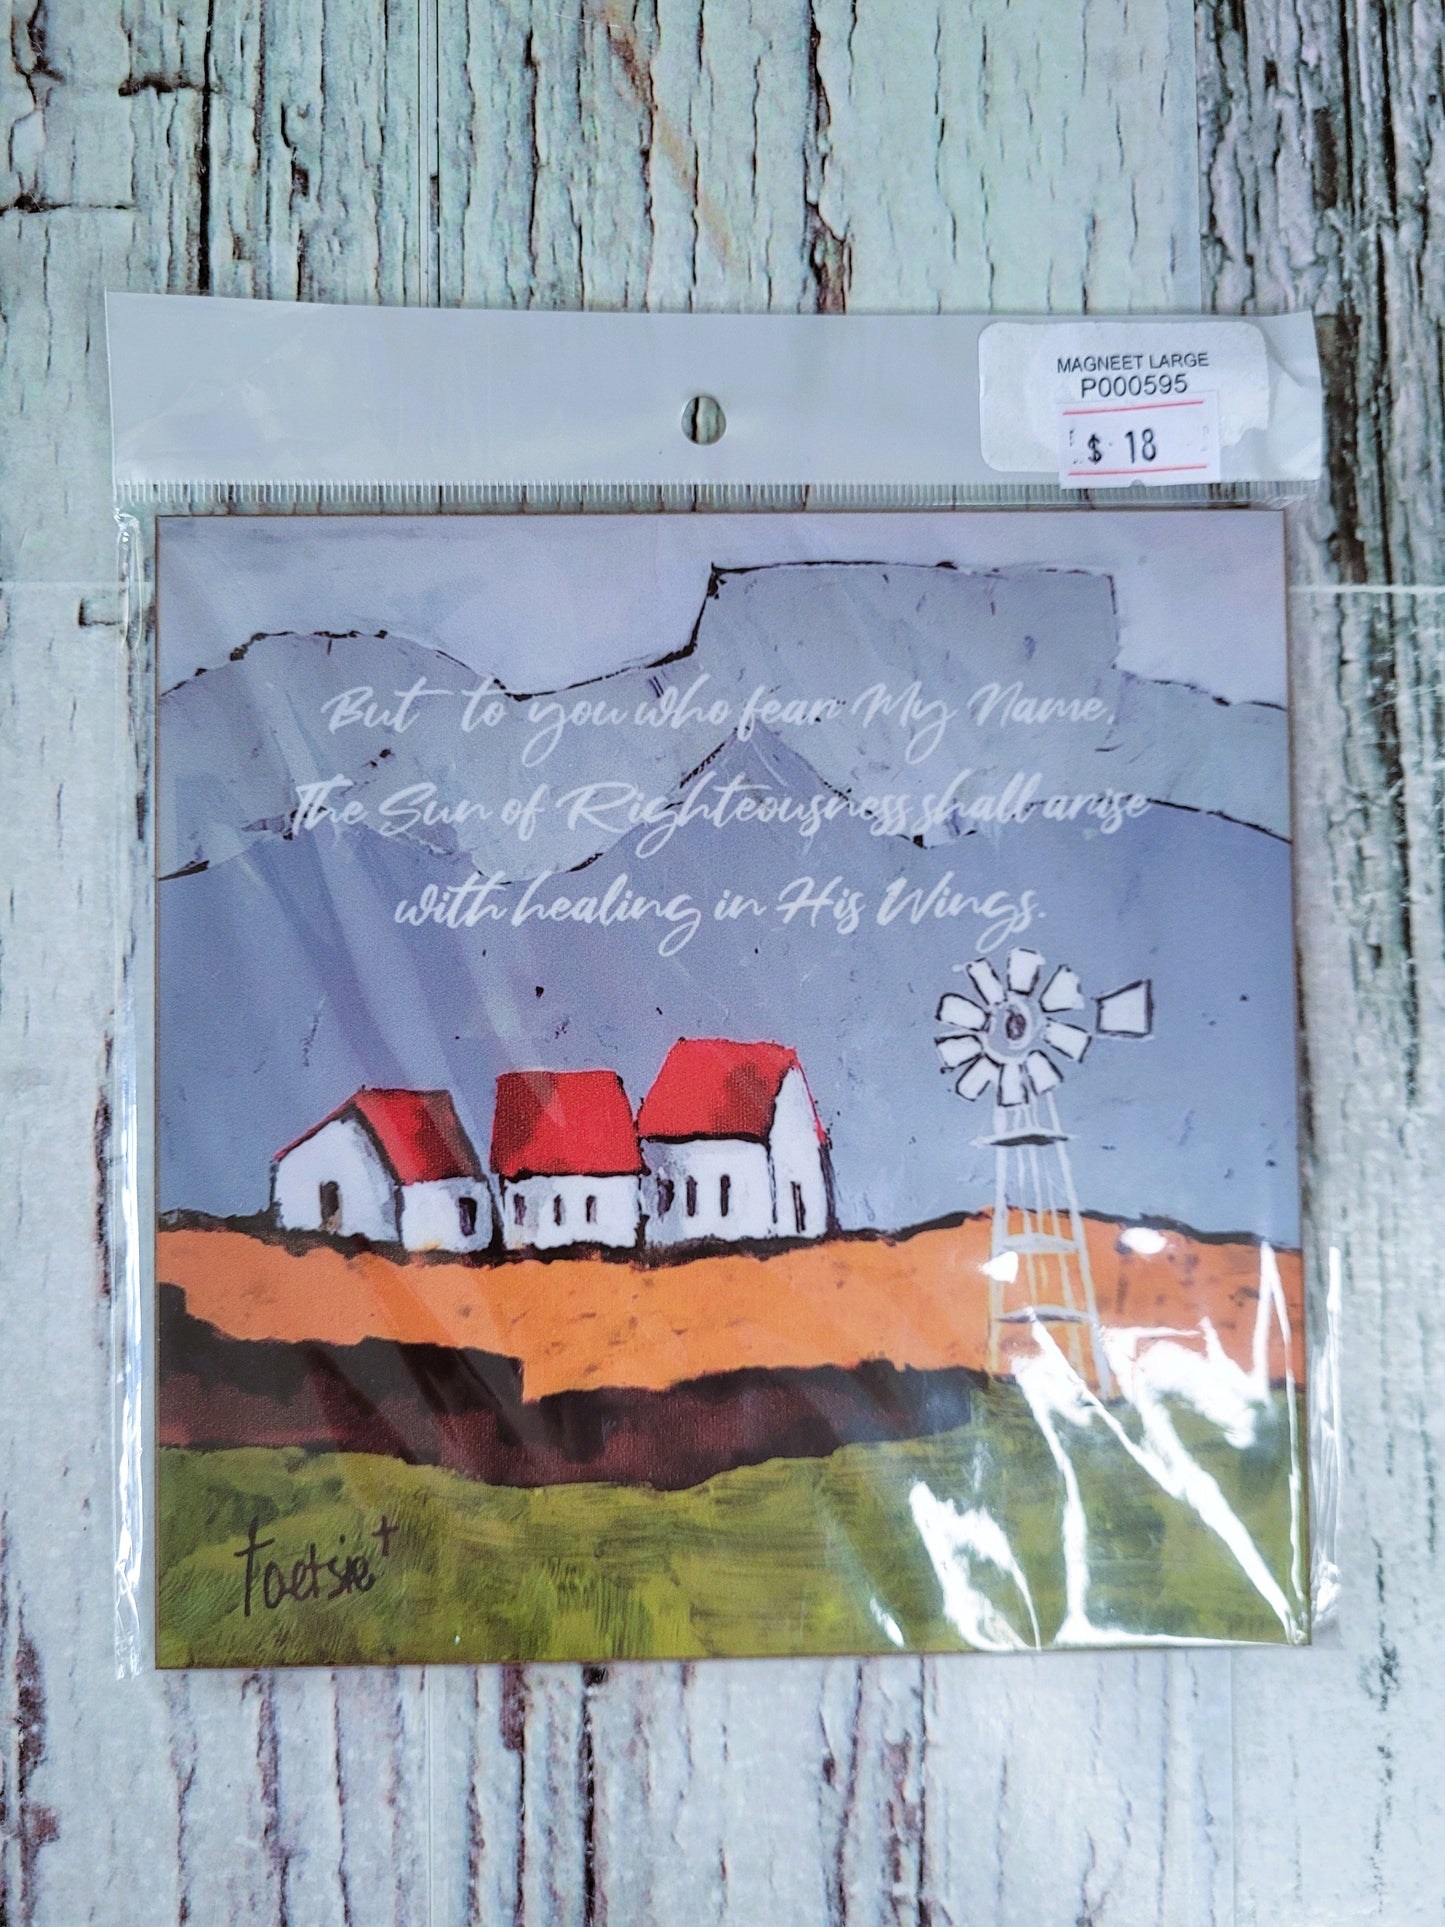 MAGNEET LARGE
P000595
$ 18
But to you who fear My Name,
The Sun of Righteousness shall arise
with healing in His Wings.
Toetsie